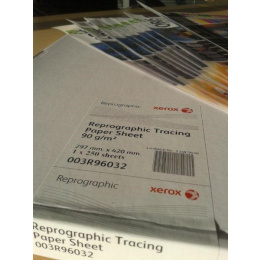 Reprographic
xerox
Reprographic Tracing
Paper Sheet
90 g/m²
297 mm. x 420 mm.
1 x 250 sheets
003R96032
Reprographic
xerox
Reprographic Tracing
Paper Sheet
003R96032